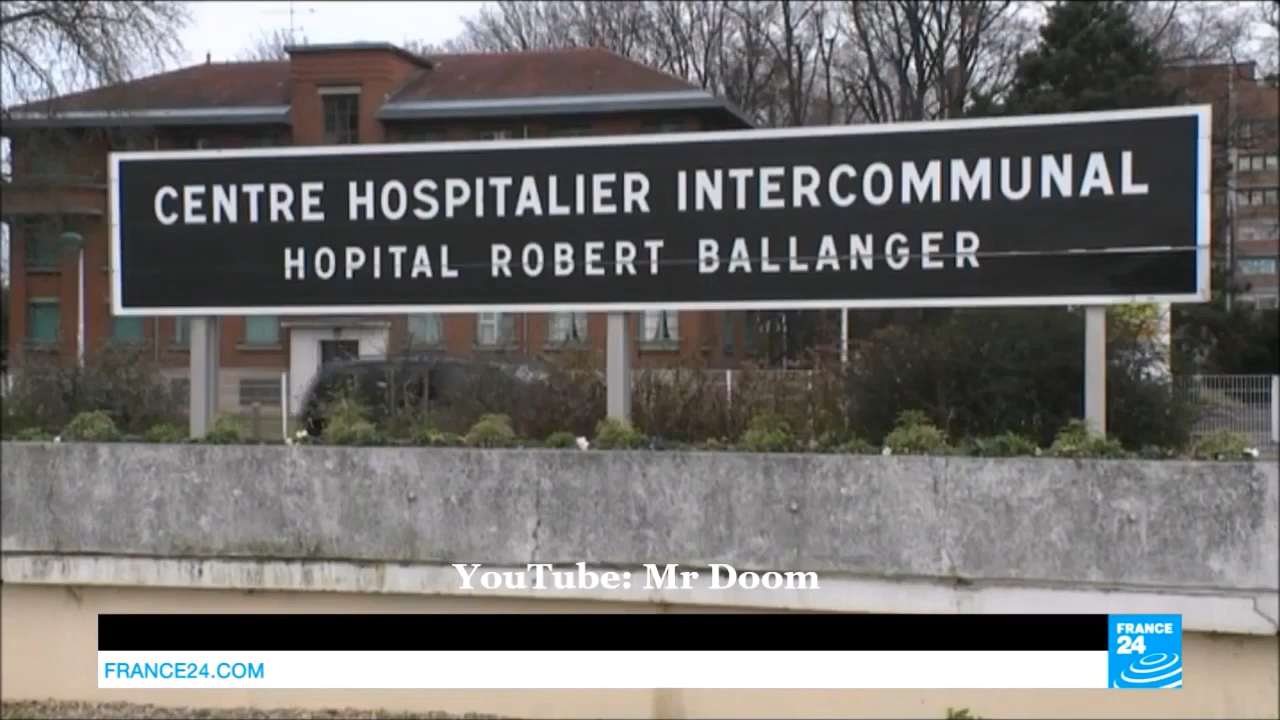 CENTRE HOSPITALIER INTERCOMMUNAL
HOPITAL ROBERT BALLANGER
YouTube: Mr Doom
FRANCE24.COM
FRANCE
24